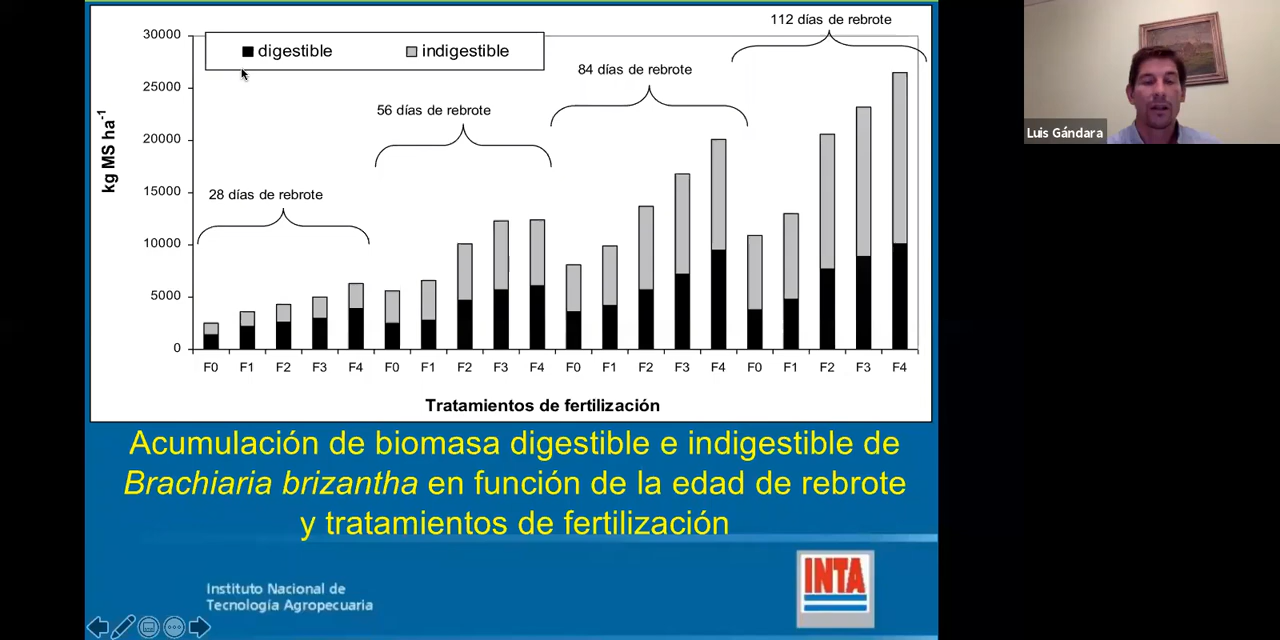 112 días de rebrote
30000
digestible
indigestible
84 días de rebrote
25000
56 días de rebrote
20000
kg MS ha-1
15000
28 días de rebrote
10000
5000
0
F0 F1 F2 F3 F4 F0 F1 F2 F3 F4 F0 F1 F2 F3 F4 F0 F1 F2 F3 F4
Tratamientos de fertilización
Acumulación de biomasa digestible e indigestible de
Brachiaria brizantha en función de la edad de rebrote
y tratamientos de fertilización
Instituto Nacional de
Tecnología Agropecuaria
INTA
Luis Gándara